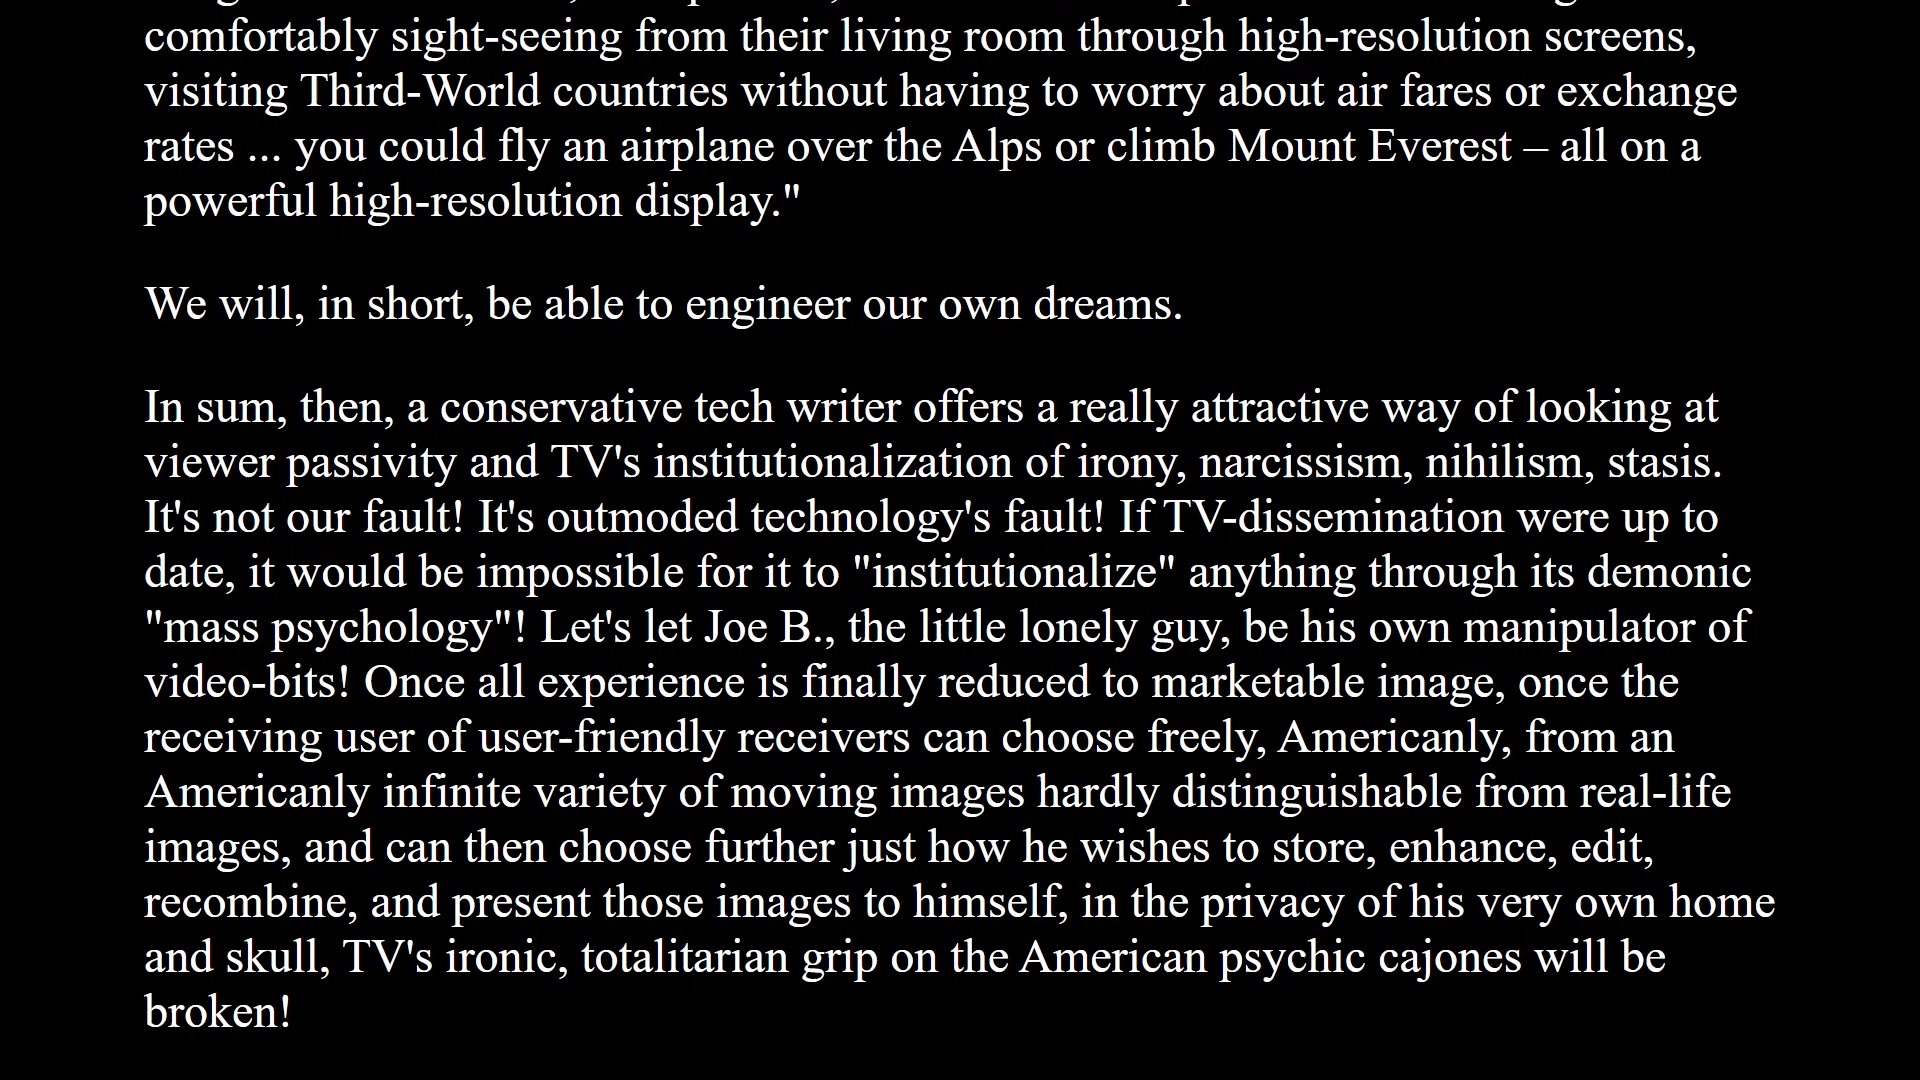 comfortably sight-seeing from their living room through high-resolution screens,
visiting Third-World countries without having to worry about air fares or exchange
rates ... you could fly an airplane over the Alps or climb Mount Everest – all on a
powerful high-resolution display."
We will, in short, be able to engineer our own dreams.
In sum, then, a conservative tech writer offers a really attractive way of looking at
viewer passivity and TV's institutionalization of irony, narcissism, nihilism, stasis.
It's not our fault! It's outmoded technology's fault! If TV-dissemination were up to
date, it would be impossible for it to "institutionalize" anything through its demonic
"mass psychology"! Let's let Joe B., the little lonely guy, be his own manipulator of
video-bits! Once all experience is finally reduced to marketable image, once the
receiving user of user-friendly receivers can choose freely, Americanly, from an
Americanly infinite variety of moving images hardly distinguishable from real-life
images, and can then choose further just how he wishes to store, enhance, edit,
recombine, and present those images to himself, in the privacy of his very own home
and skull, TV's ironic, totalitarian grip on the American psychic cajones will be
broken!